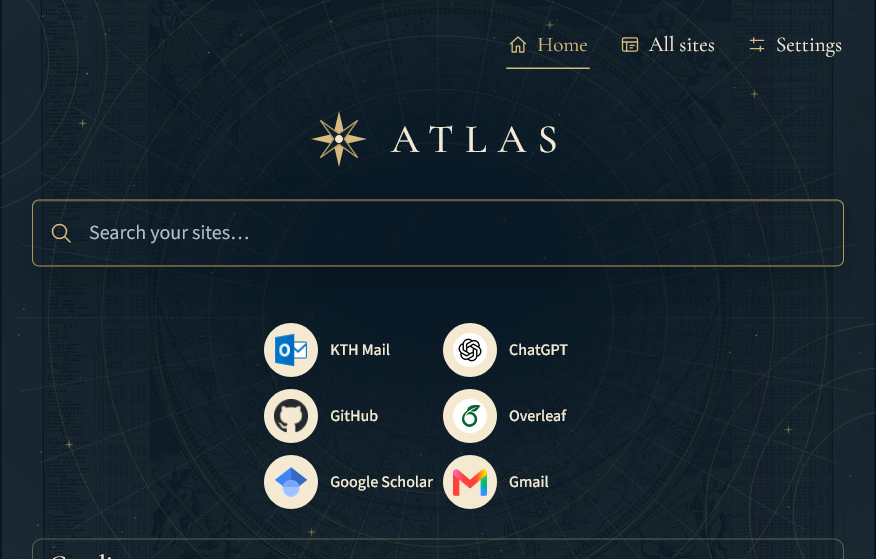 Home All sites Settings
ATLAS
Search your sites...
KTH Mail ChatGPT
GitHub Overleaf
Google Scholar Gmail